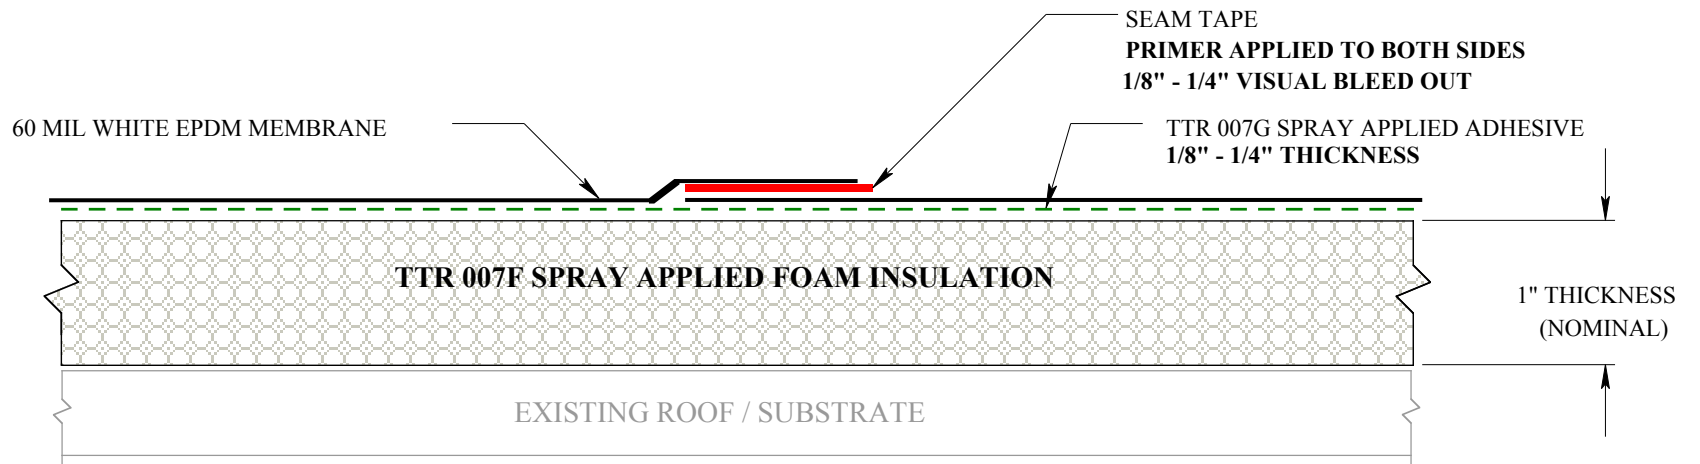 SEAM TAPE
PRIMER APPLIED TO BOTH SIDES
1/8" - 1/4" VISUAL BLEED OUT
60 MIL WHITE EPDM MEMBRANE
TTR 007G SPRAY APPLIED ADHESIVE
1/8" - 1/4" THICKNESS
TTR 007F SPRAY APPLIED FOAM INSULATION
1" THICKNESS
(NOMINAL)
EXISTING ROOF / SUBSTRATE